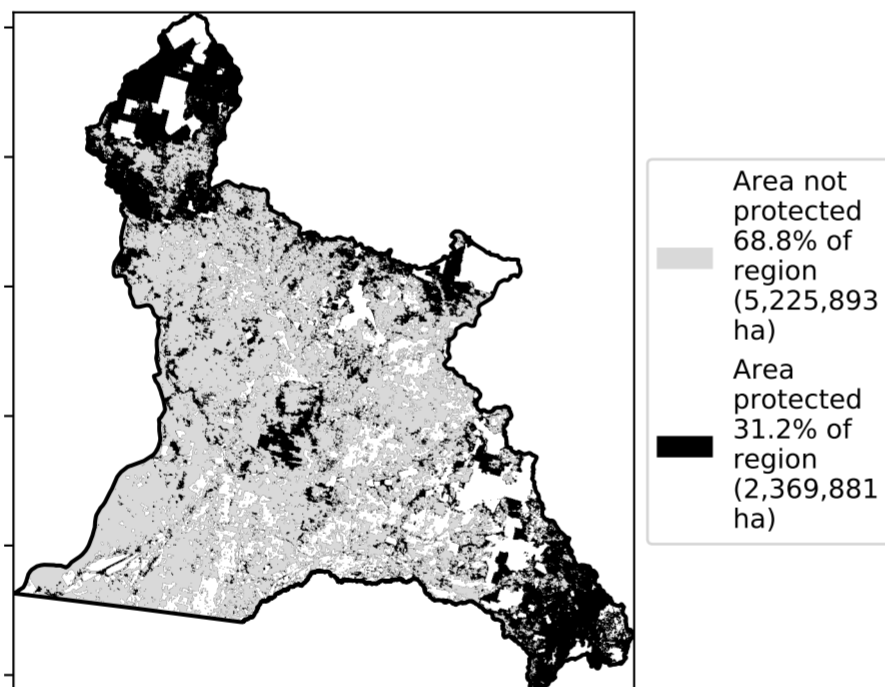 Area not
protected
68.8% of
region
(5,225,893
ha)
Area
protected
31.2% of
region
(2,369,881
ha)